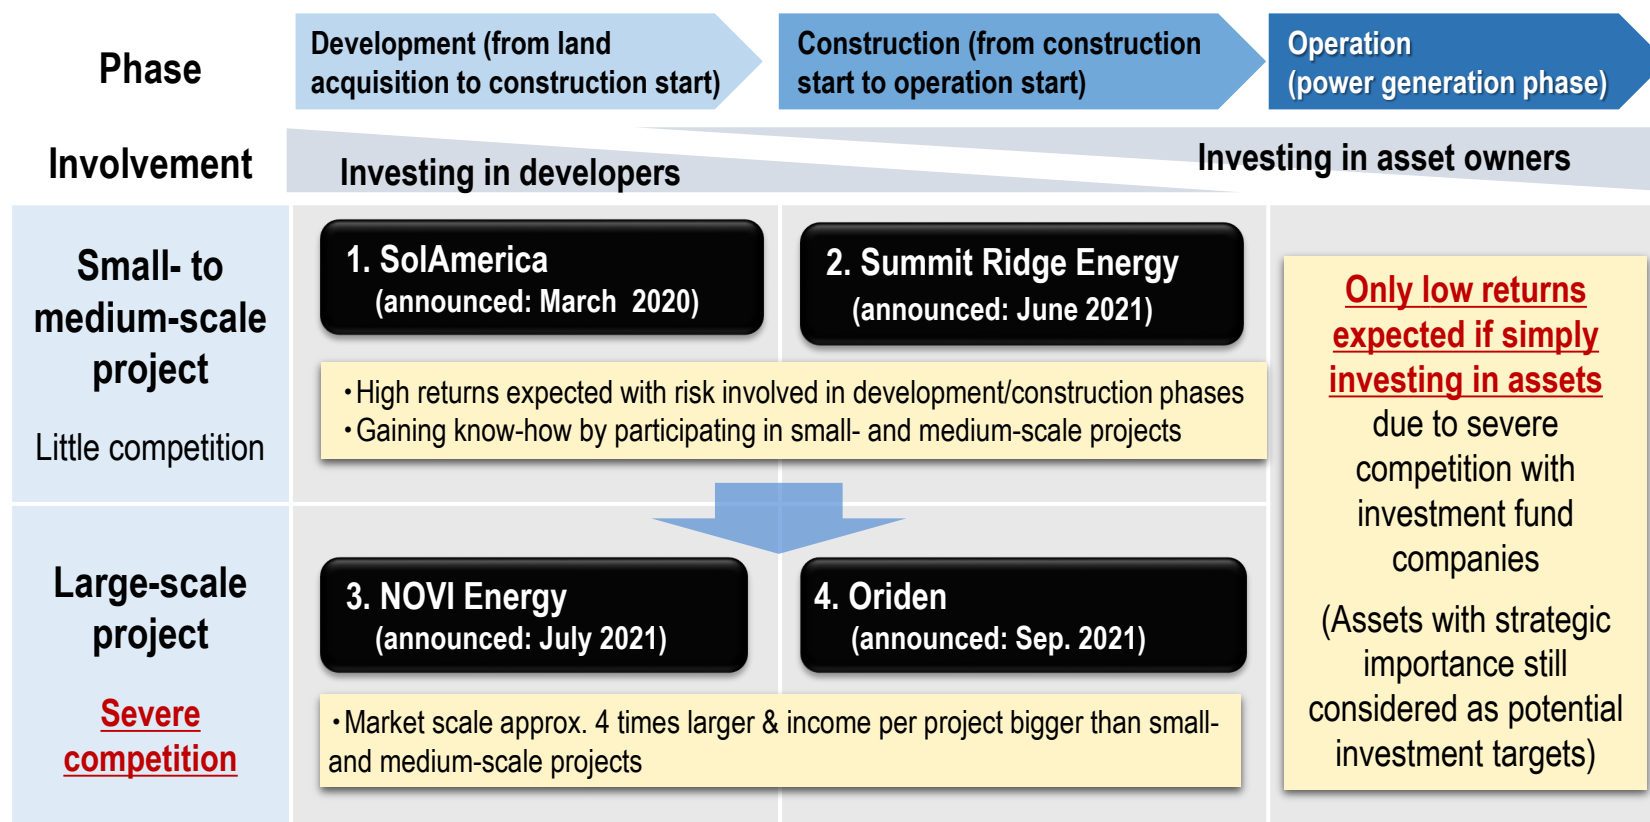 Phase
Development (from land
acquisition to construction start)
Construction (from construction
start to operation start)
Operation
(power generation phase)
Involvement
Investing in developers
Investing in asset owners
Small- to
medium-scale
project
Little competition
1. SolAmerica
(announced: March  2020)
2. Summit Ridge Energy
(announced: June 2021)
・High returns expected with risk involved in development/construction phases
・Gaining know-how by participating in small- and medium-scale projects
Large-scale
project
Severe
competition
3. NOVI Energy
(announced: July 2021)
4. Oriden
(announced: Sep. 2021)
・Market scale approx. 4 times larger & income per project bigger than small-
and medium-scale projects
Only low returns
expected if simply
investing in assets
due to severe
competition with
investment fund
companies
(Assets with strategic
importance still
considered as potential
investment targets)